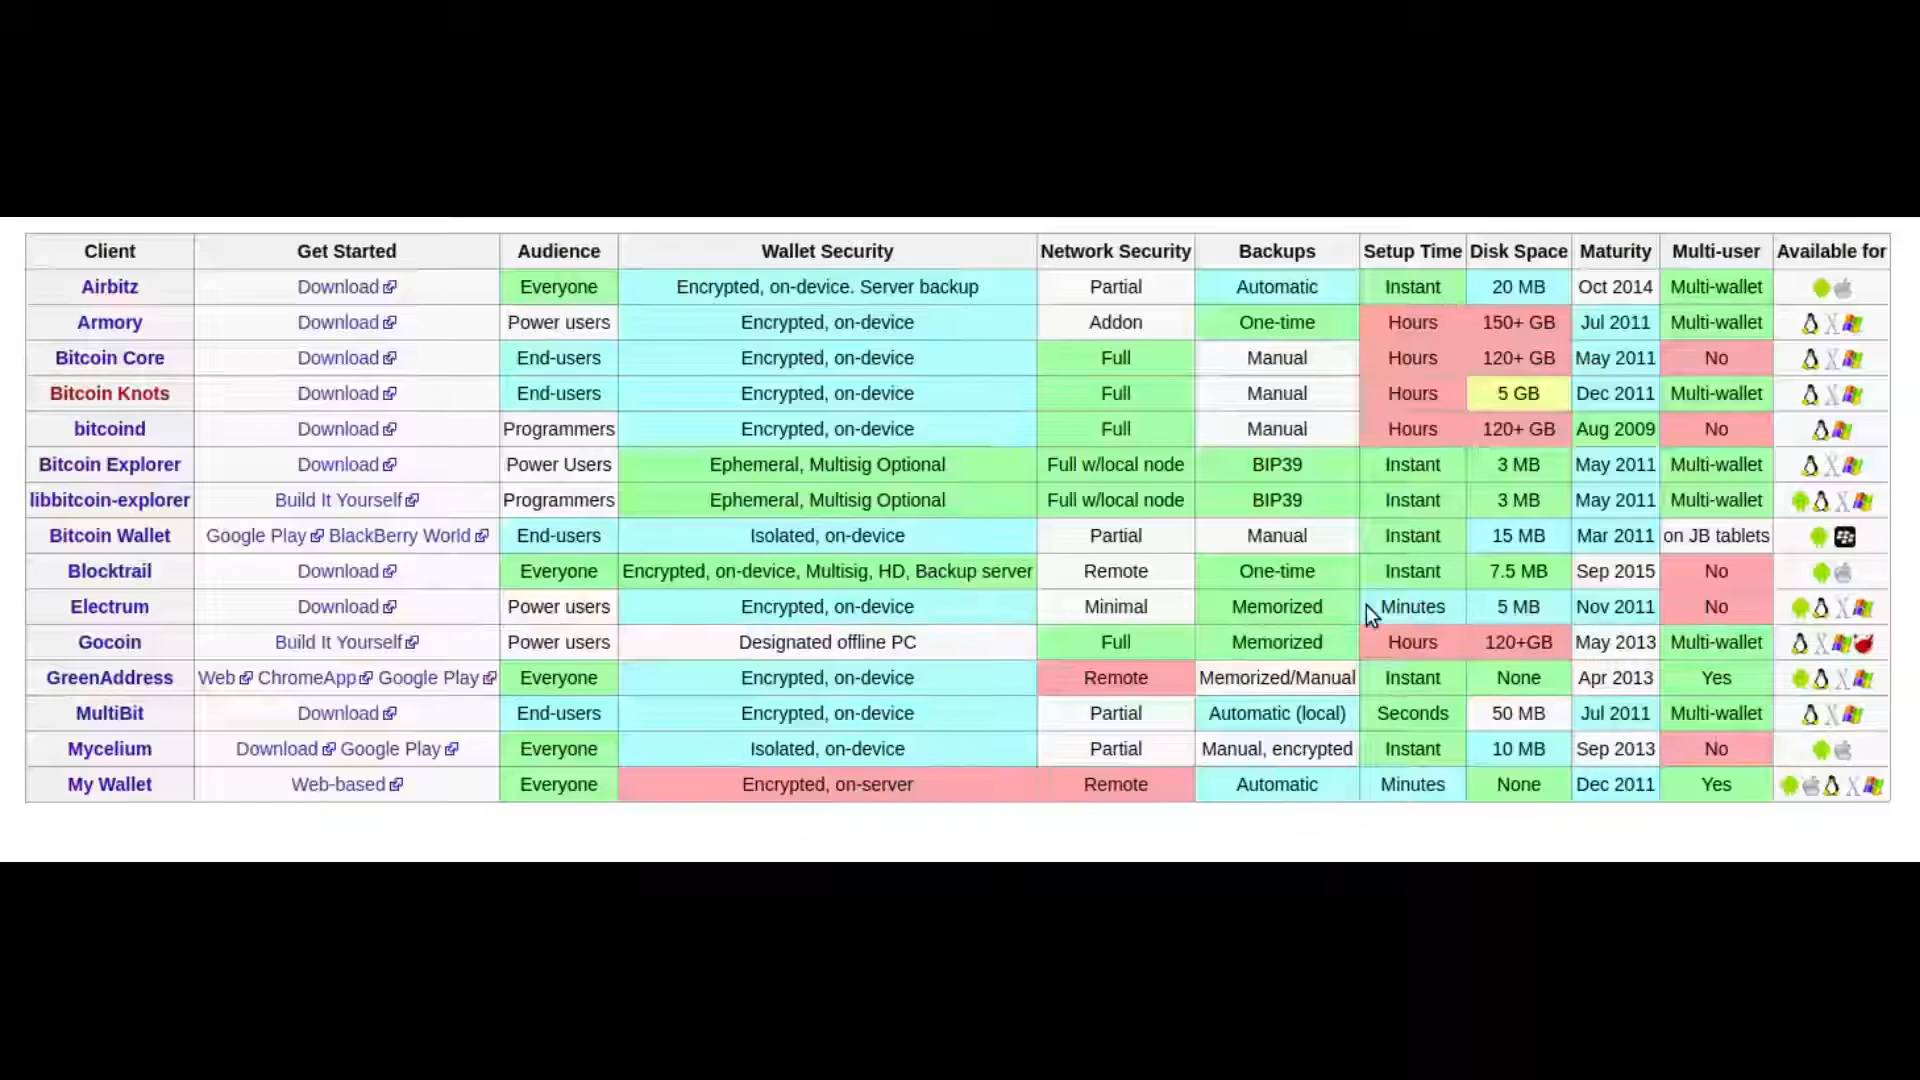 Client Get Started Audience Wallet Security Network Security Backups Setup Time Disk Space Maturity Multi-user Available for
Airbitz Download Everyone Encrypted, on-device. Server backup Partial Automatic Instant 20 MB Oct 2014 Multi-wallet
Armory Download Power users Encrypted, on-device Addon One-time Hours 150+ GB Jul 2011 Multi-wallet
Bitcoin Core Download End-users Encrypted, on-device Full Manual Hours 120+ GB May 2011 No
Bitcoin Knots Download End-users Encrypted, on-device Full Manual Hours 5 GB Dec 2011 Multi-wallet
bitcoind Download Programmers Encrypted, on-device Full Manual Hours 120+ GB Aug 2009 No
Bitcoin Explorer Download Power Users Ephemeral, Multisig Optional Full w/local node BIP39 Instant 3 MB May 2011 Multi-wallet
libbitcoin-explorer Build It Yourself Programmers Ephemeral, Multisig Optional Full w/local node BIP39 Instant 3 MB May 2011 Multi-wallet
Bitcoin Wallet Google Play BlackBerry World End-users Isolated, on-device Partial Manual Instant 15 MB Mar 2011 on JB tablets
Blocktrail Download Everyone Encrypted, on-device, Multisig, HD, Backup server Remote One-time Instant 7.5 MB Sep 2015 No
Electrum Download Power users Encrypted, on-device Minimal Memorized Minutes 5 MB Nov 2011 No
Gocoin Build It Yourself Power users Designated offline PC Full Memorized Hours 120+GB May 2013 Multi-wallet
GreenAddress Web ChromeApp Google Play Everyone Encrypted, on-device Remote Memorized/Manual Instant None Apr 2013 Yes
MultiBit Download End-users Encrypted, on-device Partial Automatic (local) Seconds 50 MB Jul 2011 Multi-wallet
Mycelium Download Google Play Everyone Isolated, on-device Partial Manual, encrypted Instant 10 MB Sep 2013 No
My Wallet Web-based Everyone Encrypted, on-server Remote Automatic Minutes None Dec 2011 Yes